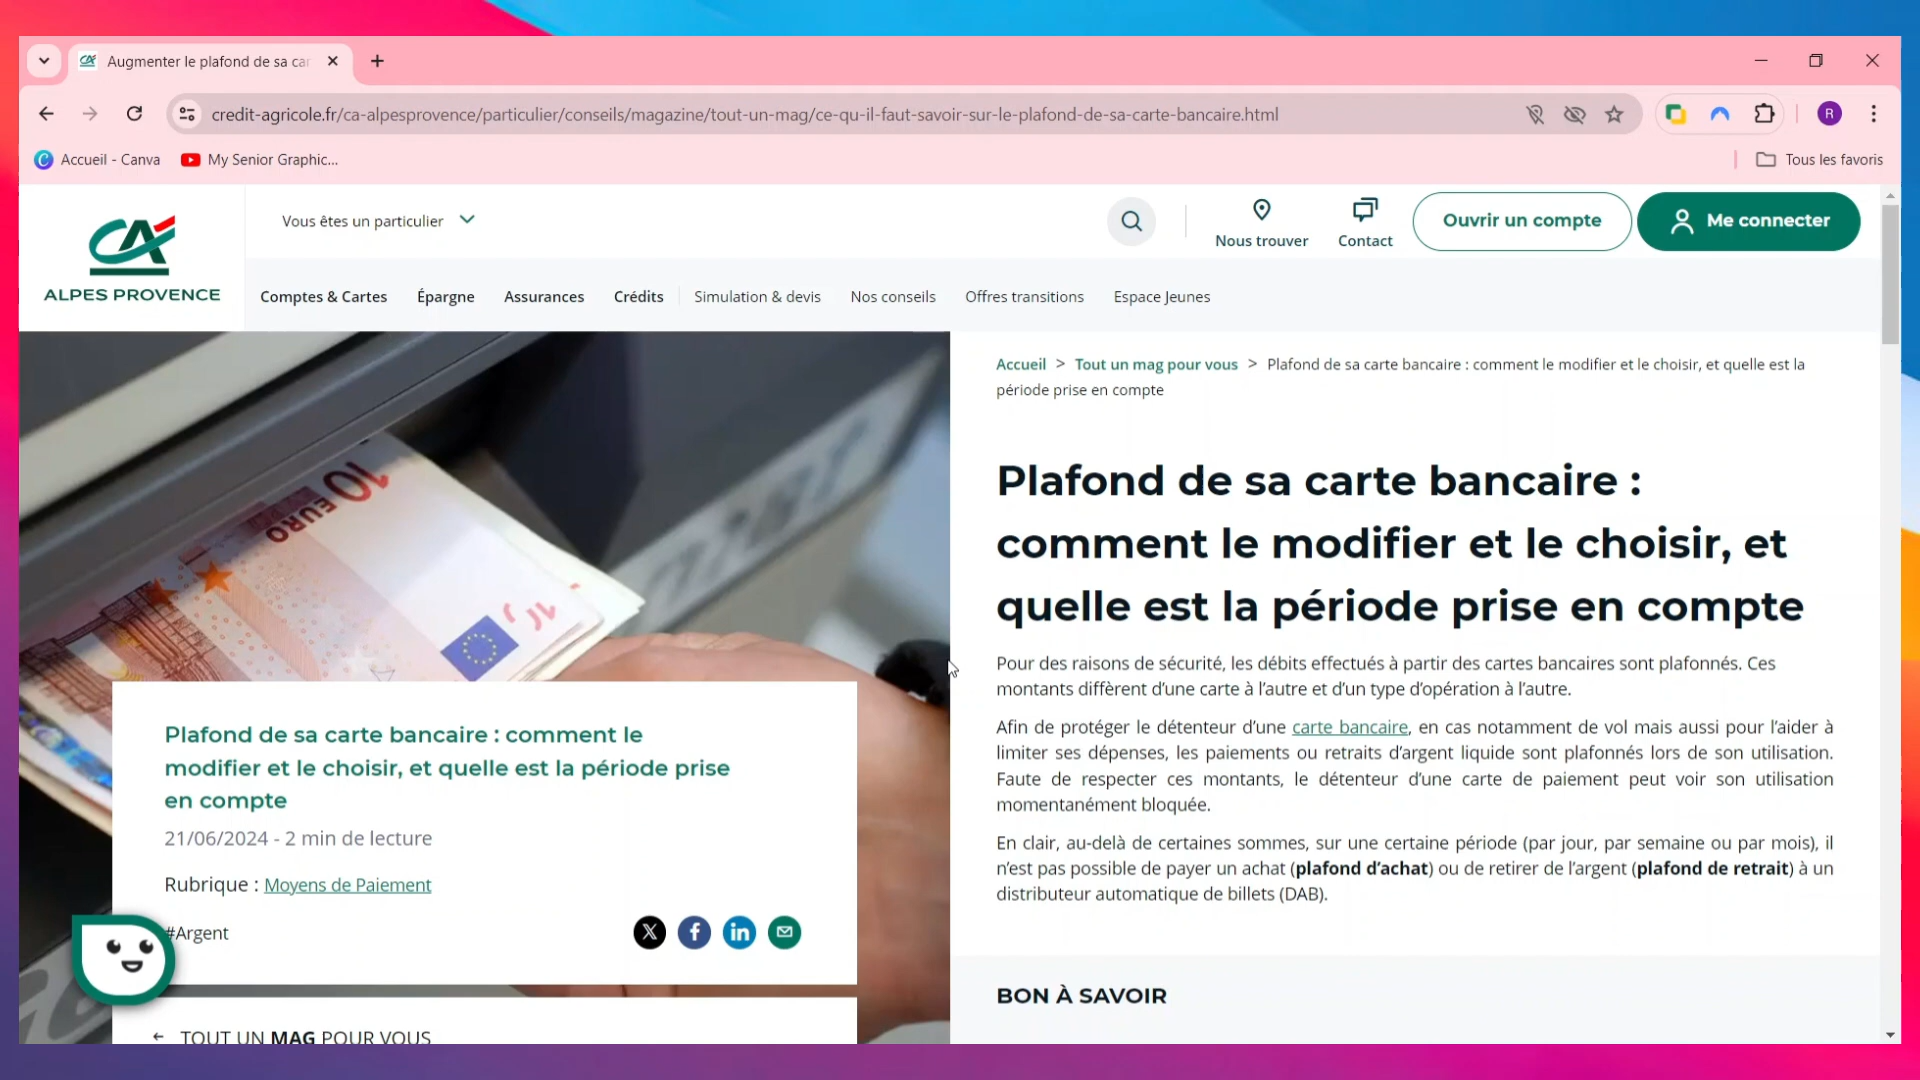 Augmenter le plafond de sa car
credit-agricole.fr/ca-alpesprovence/particulier/conseils/magazine/tout-un-mag/ce-qu-il-faut-savoir-sur-le-plafond-de-sa-carte-bancaire.html
R
Accueil - Canva
My Senior Graphic...
Tous les favoris
CA
ALPES PROVENCE
Vous êtes un particulier
Nous trouver
Contact
Ouvrir un compte
Me connecter
Comptes & Cartes
Épargne
Assurances
Crédits
Simulation & devis
Nos conseils
Offres transitions
Espace Jeunes
10 EURO
10
Plafond de sa carte bancaire : comment le
modifier et le choisir, et quelle est la période prise
en compte
21/06/2024 - 2 min de lecture
Rubrique : Moyens de Paiement
#Argent
← TOUT UN MAG POUR VOUS
Accueil > Tout un mag pour vous > Plafond de sa carte bancaire : comment le modifier et le choisir, et quelle est la
période prise en compte
Plafond de sa carte bancaire :
comment le modifier et le choisir, et
quelle est la période prise en compte
Pour des raisons de sécurité, les débits effectués à partir des cartes bancaires sont plafonnés. Ces
montants diffèrent d’une carte à l’autre et d’un type d’opération à l’autre.
Afin de protéger le détenteur d’une carte bancaire, en cas notamment de vol mais aussi pour l’aider à
limiter ses dépenses, les paiements ou retraits d’argent liquide sont plafonnés lors de son utilisation.
Faute de respecter ces montants, le détenteur d’une carte de paiement peut voir son utilisation
momentanément bloquée.
En clair, au-delà de certaines sommes, sur une certaine période (par jour, par semaine ou par mois), il
n’est pas possible de payer un achat (plafond d’achat) ou de retirer de l’argent (plafond de retrait) à un
distributeur automatique de billets (DAB).
BON À SAVOIR